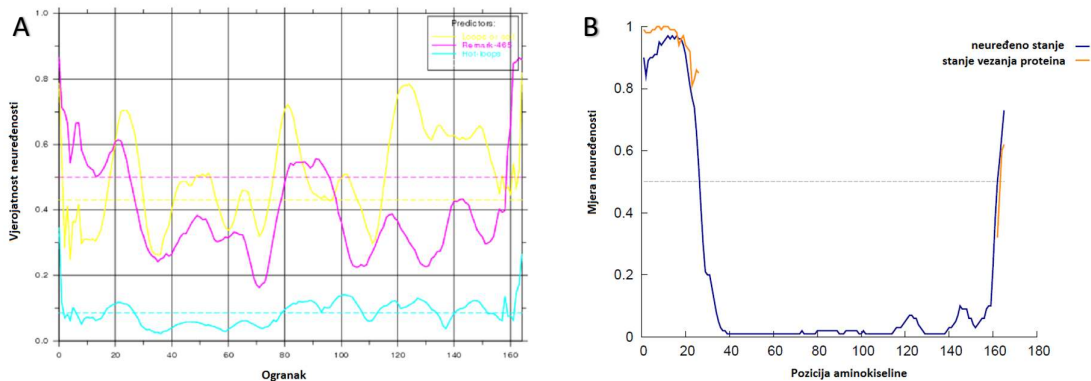 A
Predictors:
Remark-465
Hot-loops
Vjerojatnost neuređenosti
1.0
0.8
0.6
0.4
0.2
0.0
0 20 40 60 80 100 120 140 160
Ogranak
B
neuređeno stanje
stanje vezanja proteina
Mjera neuređenosti
1
0.8
0.6
0.4
0.2
0
0 20 40 60 80 100 120 140 160 180
Pozicija aminokiseline